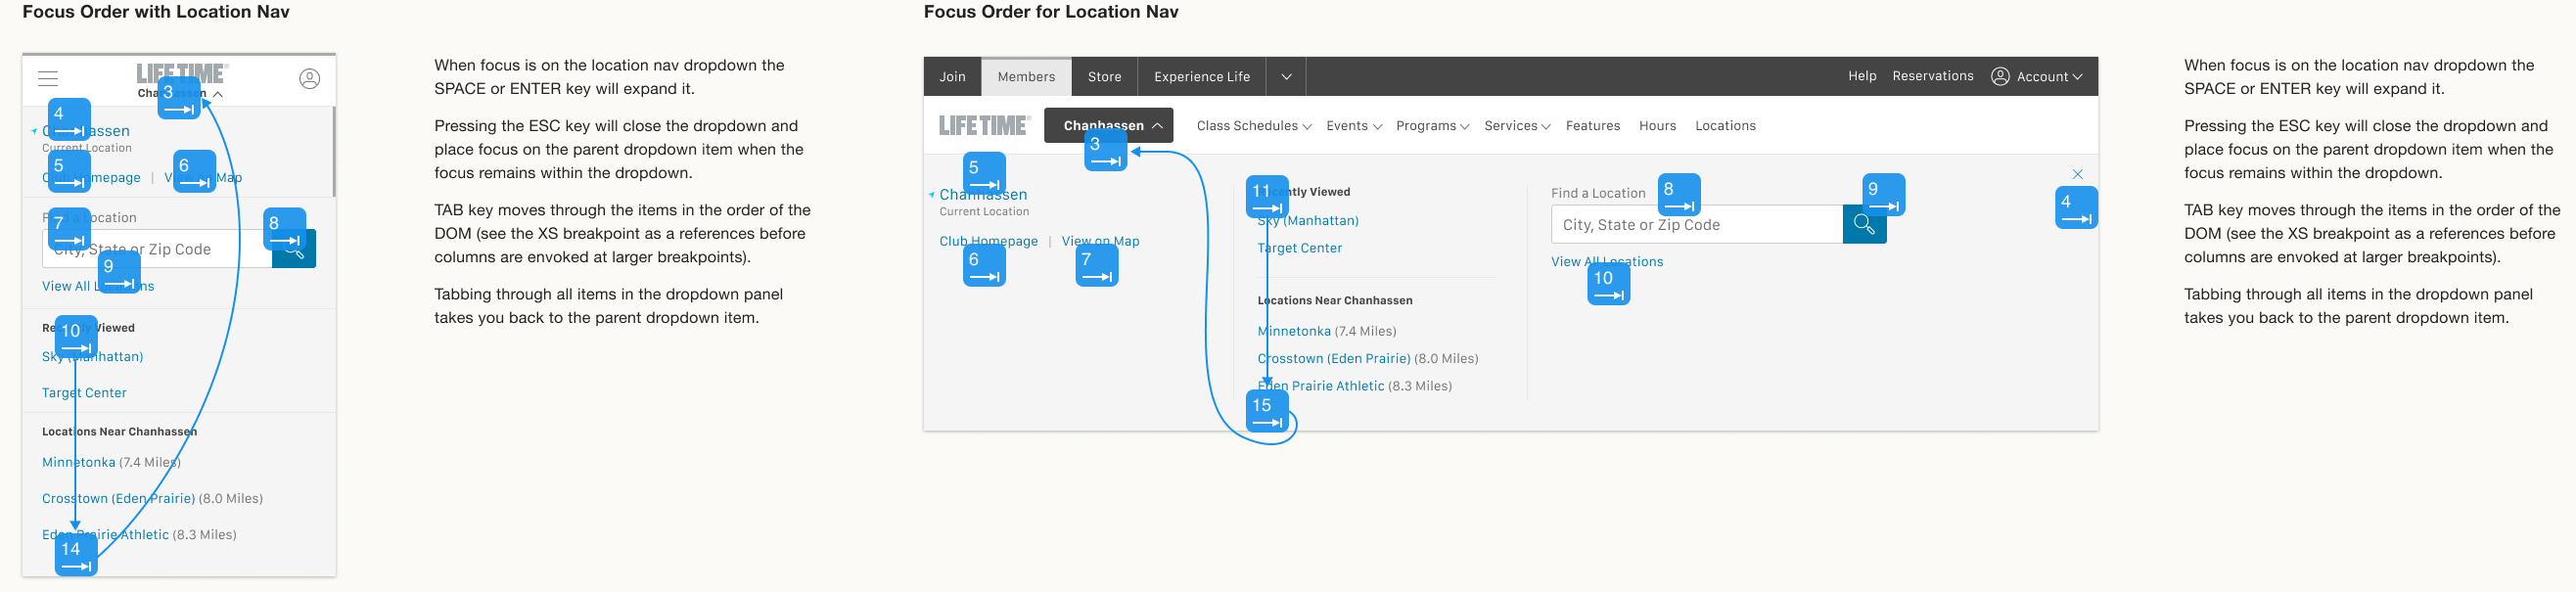 Focus Order with Location Nav
LIFE TIME®
Chanhassen
3
4
Chanhassen
Current Location
5
6
Club Homepage | View on Map
7
8
Find a Location
City, State or Zip Code
9
View All Locations
10
Recently Viewed
Sky (Manhattan)
Target Center
Locations Near Chanhassen
Minnetonka (7.4 Miles)
Crosstown (Eden Prairie) (8.0 Miles)
Eden Prairie Athletic (8.3 Miles)
14
When focus is on the location nav dropdown the
SPACE or ENTER key will expand it.
Pressing the ESC key will close the dropdown and
place focus on the parent dropdown item when the
focus remains within the dropdown.
TAB key moves through the items in the order of the
DOM (see the XS breakpoint as a references before
columns are envoked at larger breakpoints).
Tabbing through all items in the dropdown panel
takes you back to the parent dropdown item.
Focus Order for Location Nav
Join Members Store Experience Life Help Reservations Account
LIFE TIME® Chanhassen Class Schedules Events Programs Services Features Hours Locations
3
4
5
Chanhassen
Current Location
Club Homepage | View on Map
6
7
11
Recently Viewed
Sky (Manhattan)
Target Center
Locations Near Chanhassen
Minnetonka (7.4 Miles)
Crosstown (Eden Prairie) (8.0 Miles)
Eden Prairie Athletic (8.3 Miles)
15
Find a Location
8
9
City, State or Zip Code
View All Locations
10
When focus is on the location nav dropdown the
SPACE or ENTER key will expand it.
Pressing the ESC key will close the dropdown and
place focus on the parent dropdown item when the
focus remains within the dropdown.
TAB key moves through the items in the order of the
DOM (see the XS breakpoint as a references before
columns are envoked at larger breakpoints).
Tabbing through all items in the dropdown panel
takes you back to the parent dropdown item.